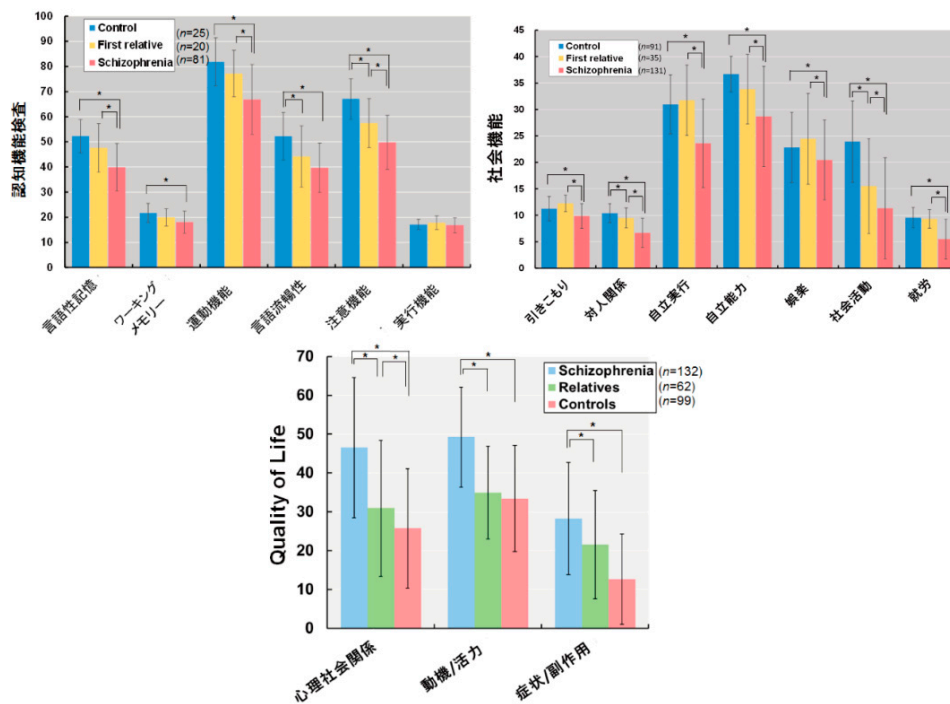 認知機能検査
100
90
80
70
60
50
40
30
20
10
0
Control (n=25)
First relative (n=20)
Schizophrenia (n=81)
* * * * * * * * * * *
言語性記憶
ワーキング
メモリー
運動機能
言語流暢性
注意機能
実行機能
社会機能
45
40
35
30
25
20
15
10
5
0
Control (n=91)
First relative (n=35)
Schizophrenia (n=131)
* * * * * * * * * * * * * * * *
引きこもり
対人関係
自立実行
自立能力
娯楽
社会活動
就労
Quality of Life
70
60
50
40
30
20
10
0
Schizophrenia (n=132)
Relatives (n=62)
Controls (n=99)
* * * * * * *
心理社会関係
動機/活力
症状/副作用